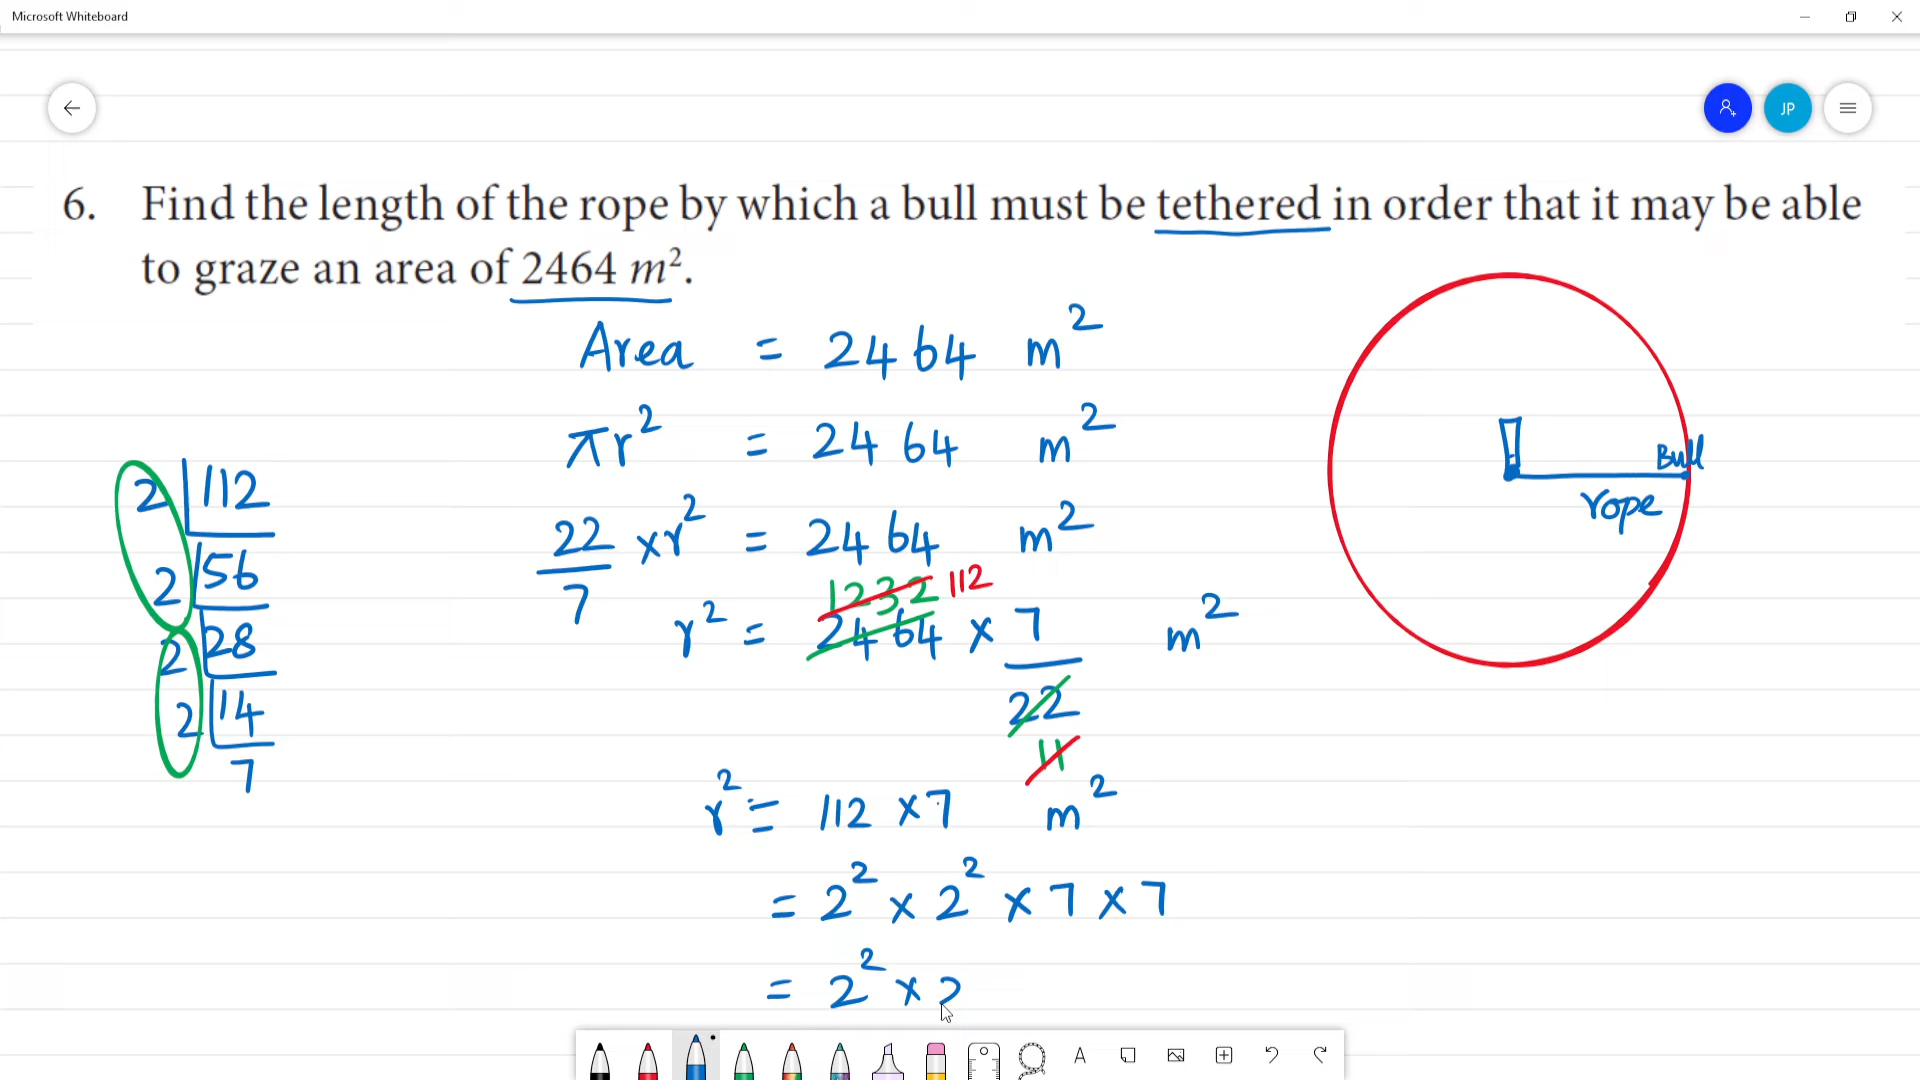 Microsoft Whiteboard
JP
6. Find the length of the rope by which a bull must be tethered in order that it may be able
to graze an area of 2464 m².
Area = 2464 m²
πr² = 2464 m²
22/7 × r² = 2464 m²
1232 112
r² = 2464 × 7/22 m²
11
r² = 112 × 7 m²
= 2² × 2² × 7 × 7
= 2² × 2
2 | 112
2 | 56
2 | 28
2 | 14
7
Bull
rope
A